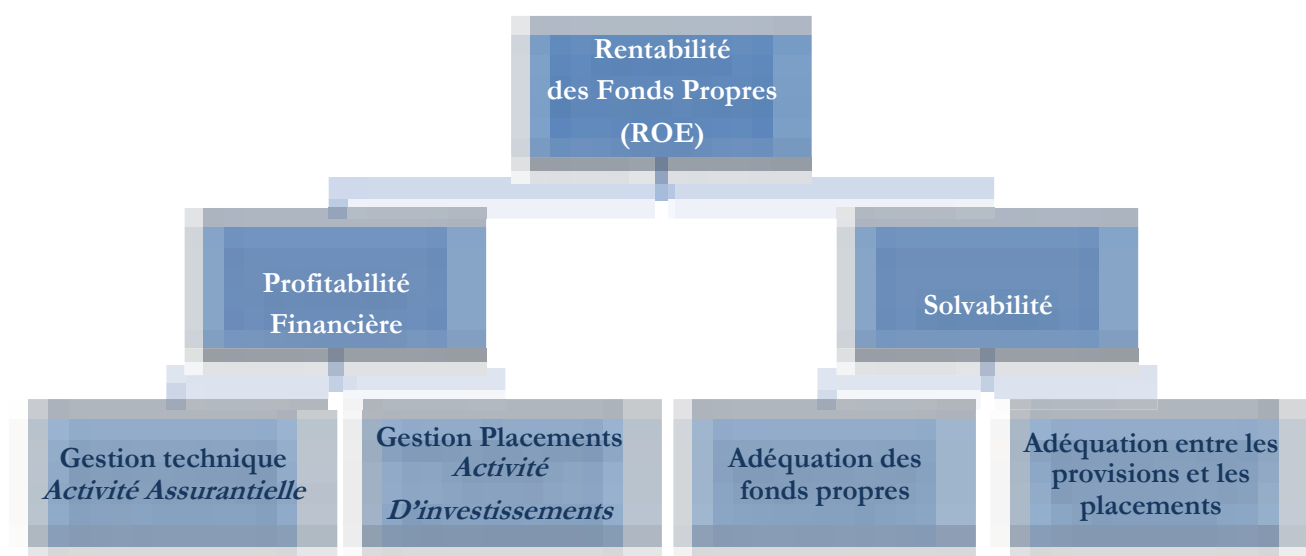 Rentabilité
des Fonds Propres
(ROE)
Profitabilité
Financière
Solvabilité
Gestion technique
Activité Assurantielle
Gestion Placements
Activité
D’investissements
Adéquation des
fonds propres
Adéquation entre les
provisions et les
placements